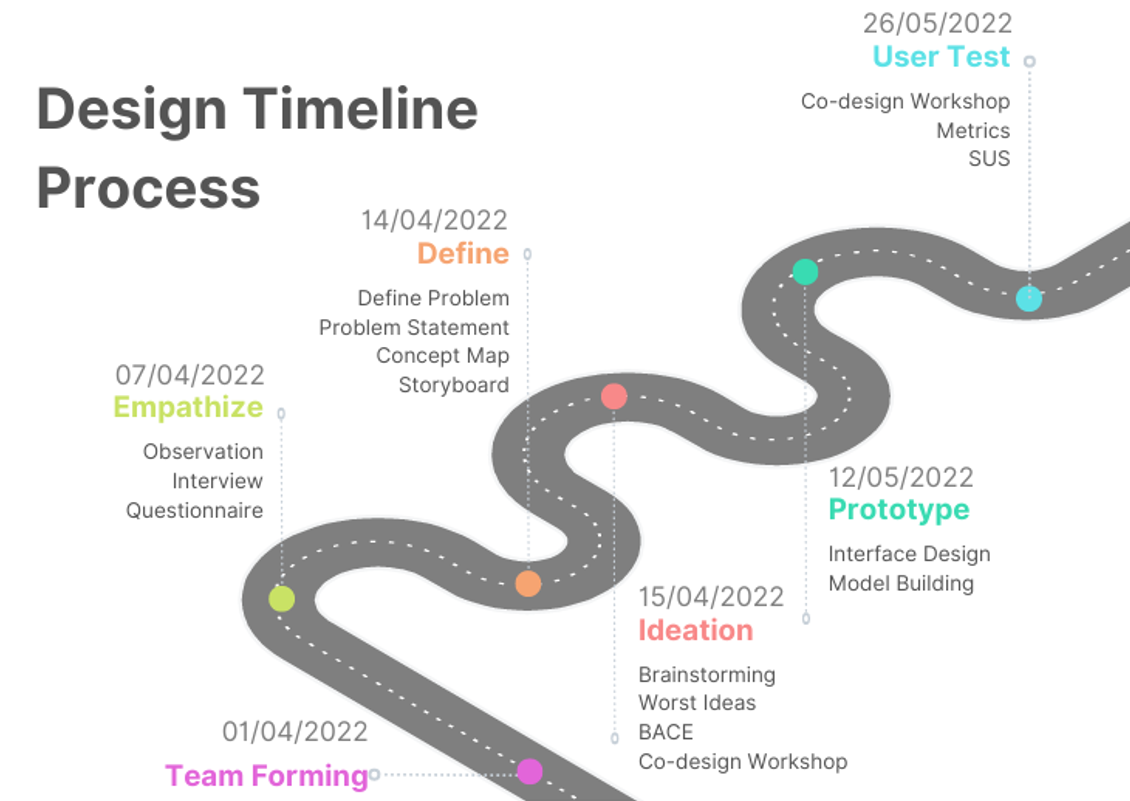 Design Timeline
Process
26/05/2022
User Test
Co-design Workshop
Metrics
SUS
14/04/2022
Define
Define Problem
Problem Statement
Concept Map
Storyboard
07/04/2022
Empathize
Observation
Interview
Questionnaire
12/05/2022
Prototype
Interface Design
Model Building
15/04/2022
Ideation
Brainstorming
Worst Ideas
BACE
Co-design Workshop
01/04/2022
Team Forming